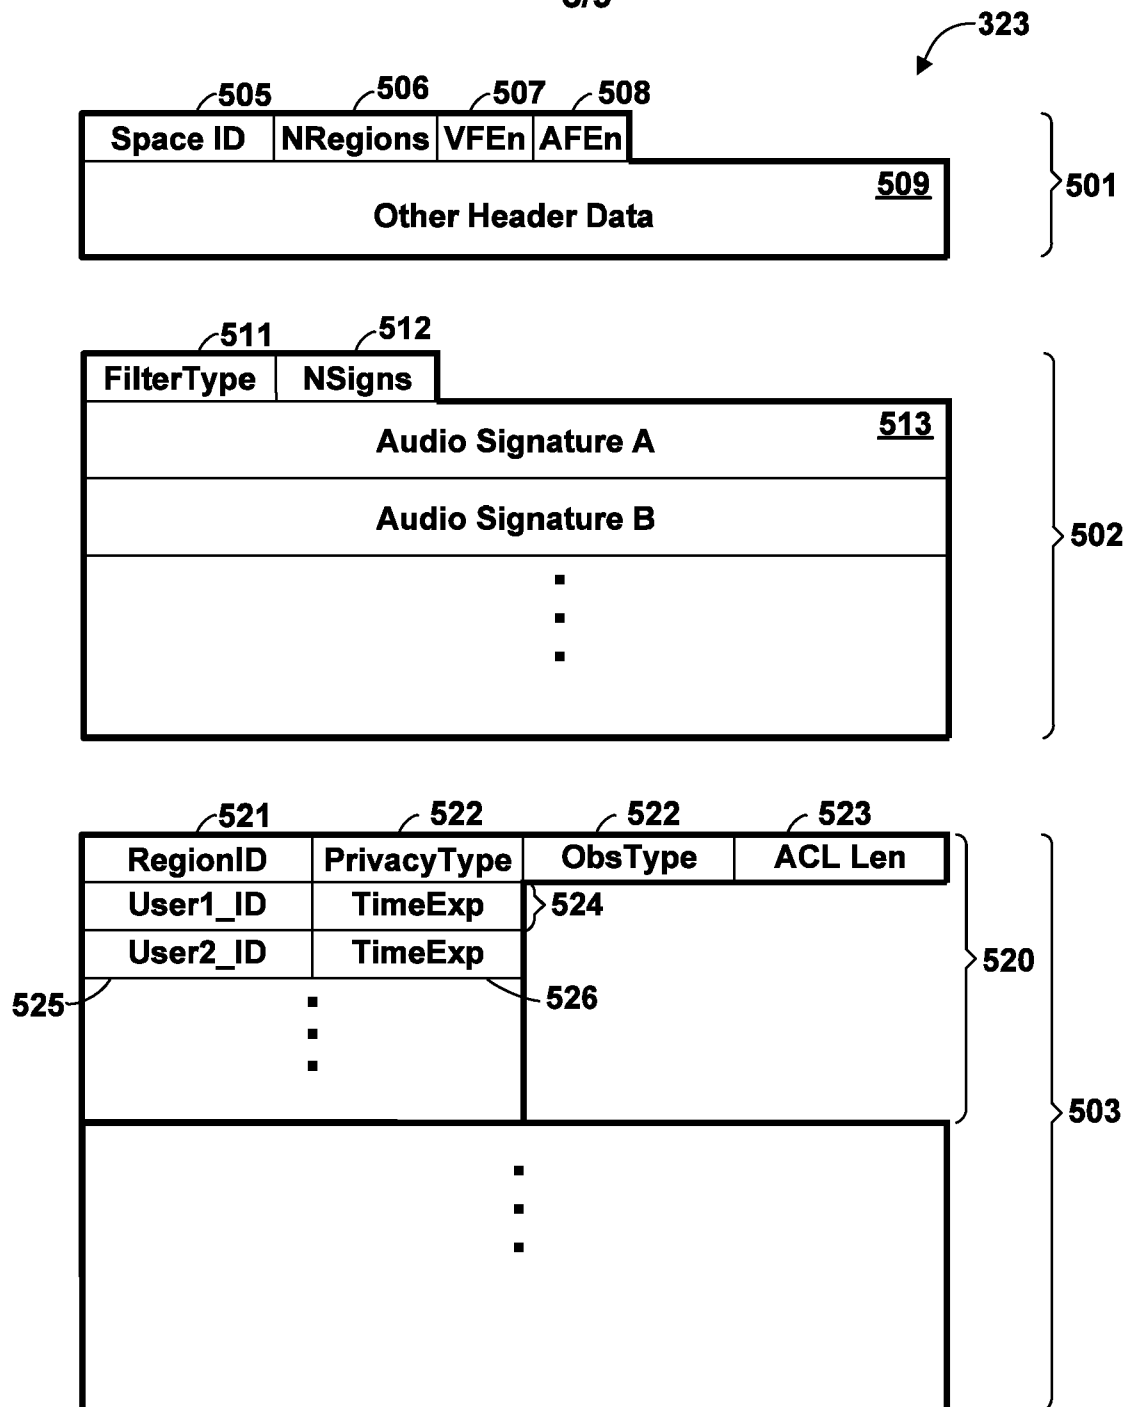 323
505 506 507 508
Space ID NRegions VFEn AFEn
509
Other Header Data
501
511 512
FilterType NSigns
513
Audio Signature A
Audio Signature B
502
521 522 522 523
RegionID PrivacyType ObsType ACL Len
User1_ID TimeExp 524
User2_ID TimeExp
520
525 526
503